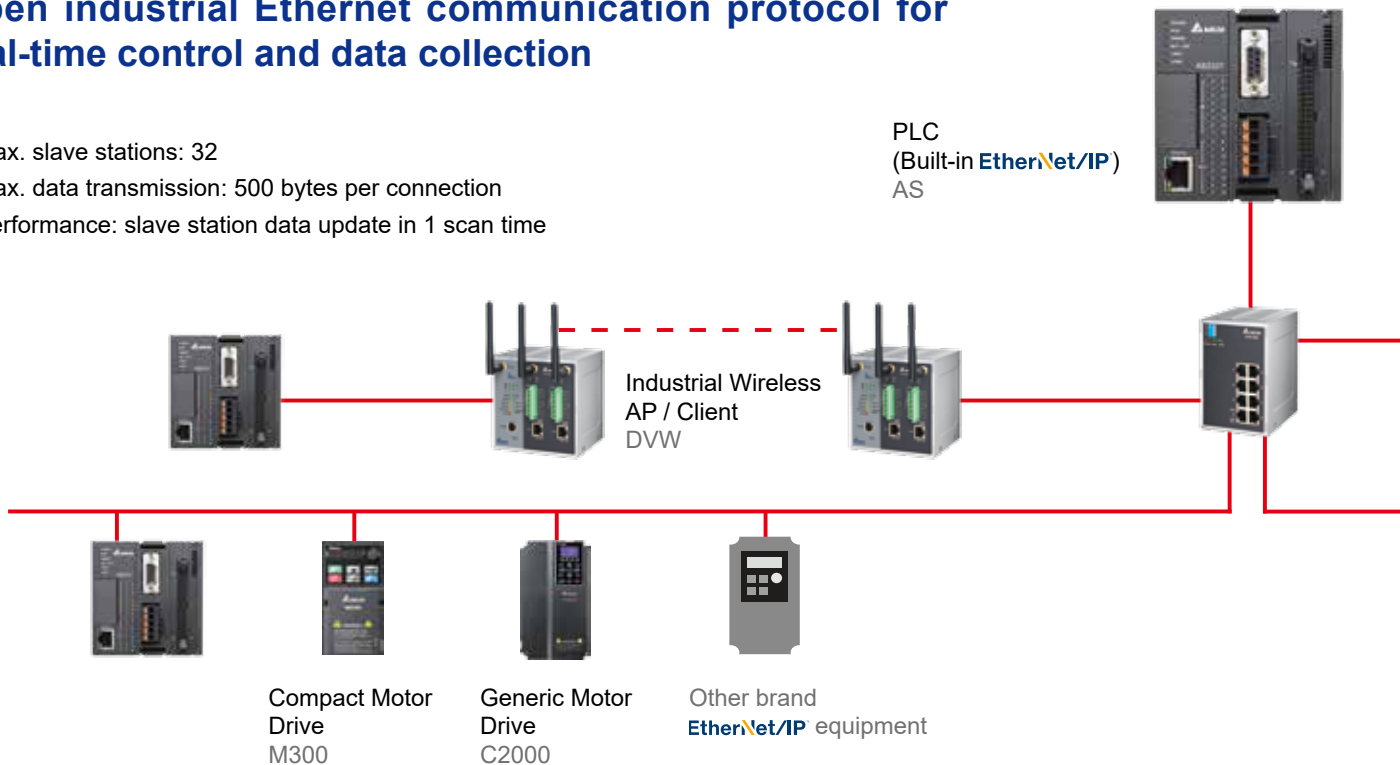 pen industrial Ethernet communication protocol for
al-time control and data collection
ax. slave stations: 32
ax. data transmission: 500 bytes per connection
erformance: slave station data update in 1 scan time
PLC
(Built-in EtherNet/IP)
AS
Industrial Wireless
AP / Client
DVW
Compact Motor
Drive
M300
Generic Motor
Drive
C2000
Other brand
EtherNet/IP equipment